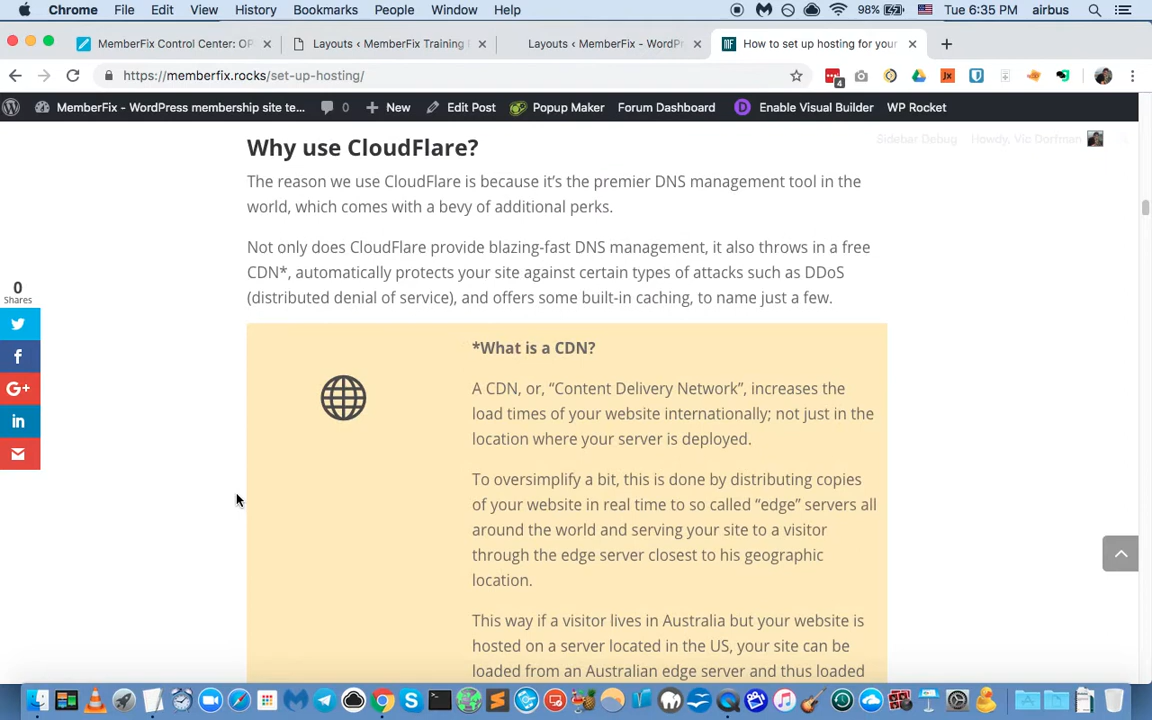 Chrome File Edit View History Bookmarks People Window Help 98% Tue 6:35 PM airbus
MemberFix Control Center: OP Layouts ‹ MemberFix Training Layouts ‹ MemberFix - WordPr How to set up hosting for your
https://memberfix.rocks/set-up-hosting/ 4 Jx
MemberFix - WordPress membership site te... 0 New Edit Post Popup Maker Forum Dashboard D Enable Visual Builder WP Rocket
Sidebar Debug Howdy, Vic Dorfman
Why use CloudFlare?
The reason we use CloudFlare is because it’s the premier DNS management tool in the
world, which comes with a bevy of additional perks.
Not only does CloudFlare provide blazing-fast DNS management, it also throws in a free
CDN*, automatically protects your site against certain types of attacks such as DDoS
(distributed denial of service), and offers some built-in caching, to name just a few.
0
Shares
G+
in
*What is a CDN?
A CDN, or, “Content Delivery Network”, increases the
load times of your website internationally; not just in the
location where your server is deployed.
To oversimplify a bit, this is done by distributing copies
of your website in real time to so called “edge” servers all
around the world and serving your site to a visitor
through the edge server closest to his geographic
location.
This way if a visitor lives in Australia but your website is
hosted on a server located in the US, your site can be
loaded from an Australian edge server and thus loaded